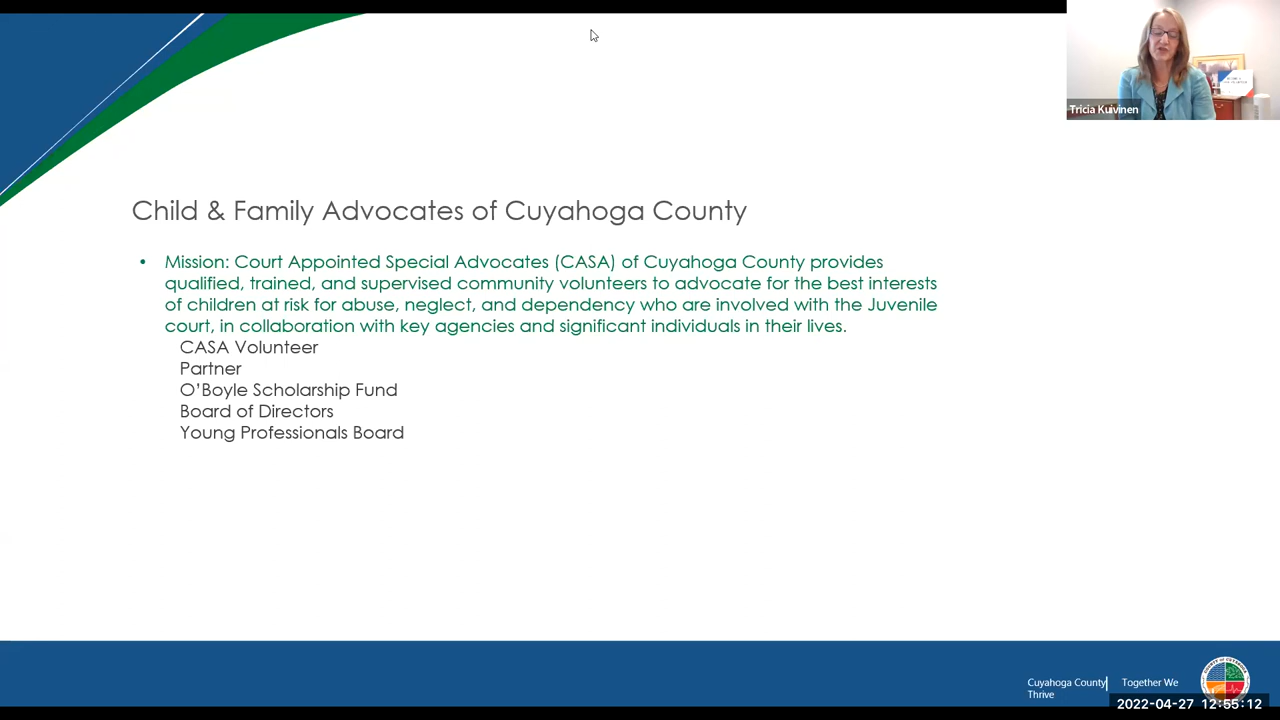 Tricia Kuivinen
Child & Family Advocates of Cuyahoga County
• Mission: Court Appointed Special Advocates (CASA) of Cuyahoga County provides
qualified, trained, and supervised community volunteers to advocate for the best interests
of children at risk for abuse, neglect, and dependency who are involved with the Juvenile
court, in collaboration with key agencies and significant individuals in their lives.
CASA Volunteer
Partner
O’Boyle Scholarship Fund
Board of Directors
Young Professionals Board
Cuyahoga County| Together We
Thrive
2022-04-27 12:55:12